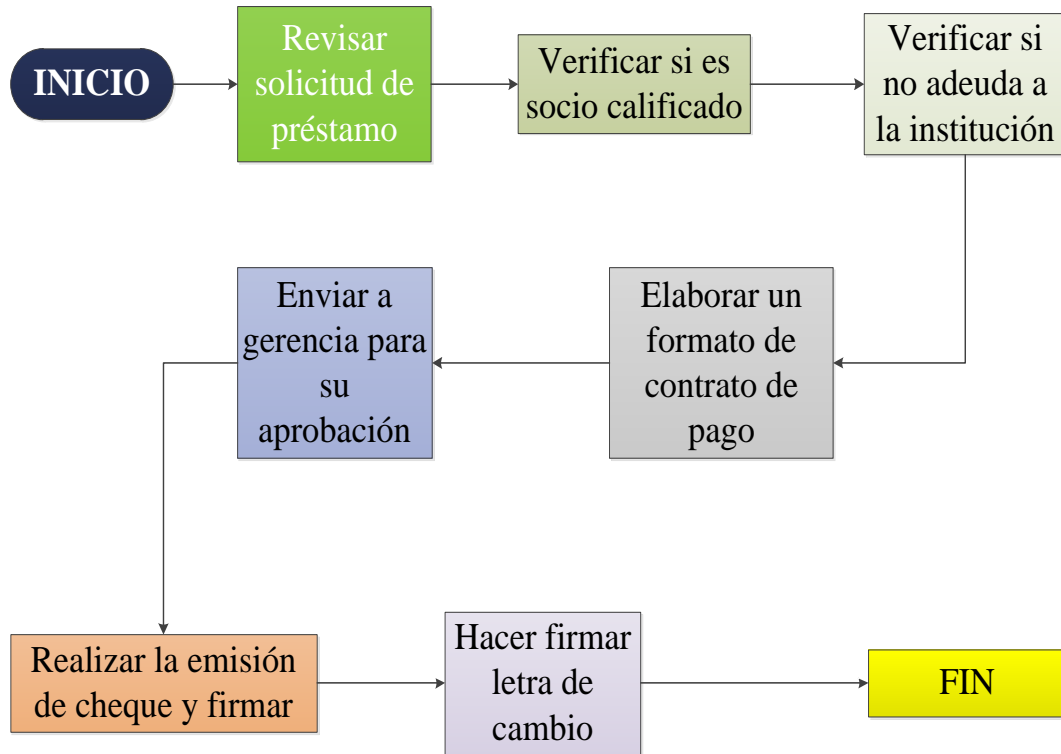 INICIO
Revisar
solicitud de
préstamo
Verificar si es
socio calificado
Verificar si
no adeuda a
la institución
Enviar a
gerencia para
su
aprobación
Elaborar un
formato de
contrato de
pago
Realizar la emisión
de cheque y firmar
Hacer firmar
letra de
cambio
FIN